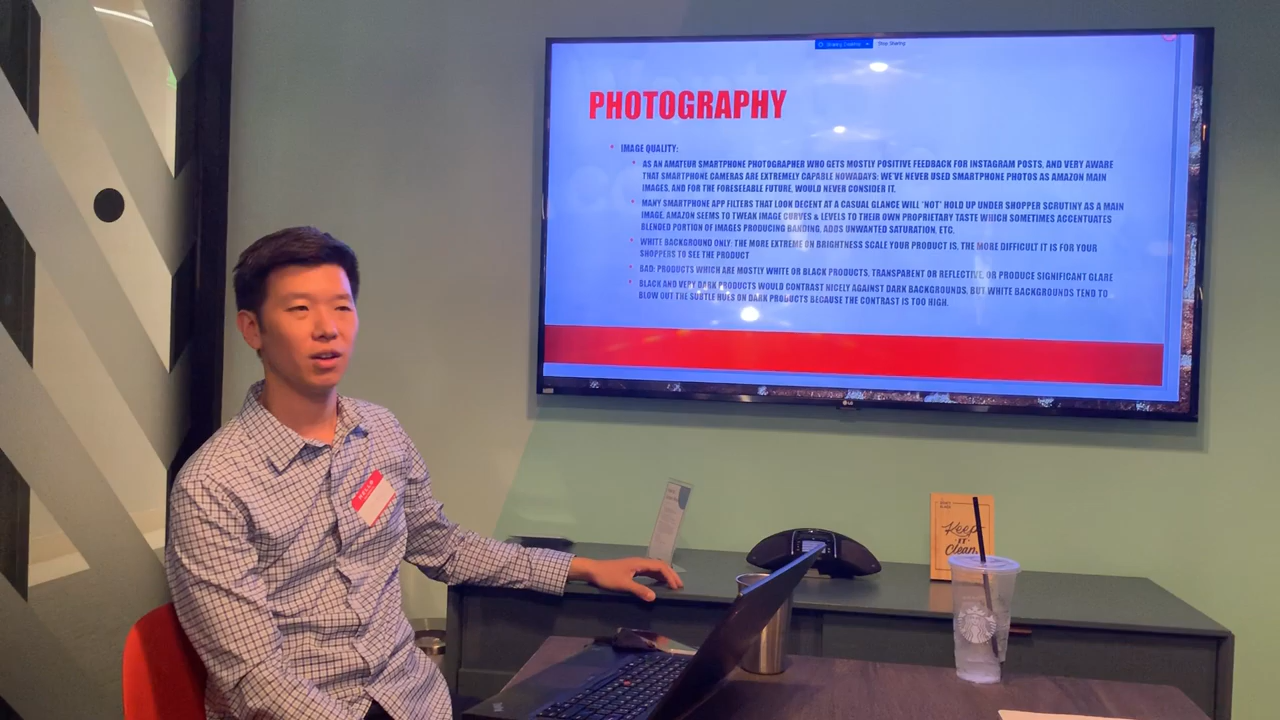 Stop Sharing
PHOTOGRAPHY
IMAGE QUALITY:
AS AN AMATEUR SMARTPHONE PHOTOGRAPHER WHO GETS MOSTLY POSITIVE FEEDBACK FOR INSTAGRAM POSTS, AND VERY AWARE
THAT SMARTPHONE CAMERAS ARE EXTREMELY CAPABLE NOWADAYS; WE'VE NEVER USED SMARTPHONE PHOTOS AS AMAZON MAIN
IMAGES, AND FOR THE FORESEEABLE FUTURE, WOULD NEVER CONSIDER IT.
MANY SMARTPHONE APP FILTERS THAT LOOK DECENT AT A CASUAL GLANCE WILL 'NOT' HOLD UP UNDER SHOPPER SCRUTINY AS A MAIN
IMAGE. AMAZON SEEMS TO TWEAK IMAGE CURVES & LEVELS TO THEIR OWN PROPRIETARY TASTE WHICH SOMETIMES ACCENTUATES
BLENDED PORTION OF IMAGES PRODUCING BANDING, ADDS UNWANTED SATURATION, ETC.
WHITE BACKGROUND ONLY: THE MORE EXTREME ON BRIGHTNESS SCALE YOUR PRODUCT IS, THE MORE DIFFICULT IT IS FOR YOUR
SHOPPERS TO SEE THE PRODUCT
BAD: PRODUCTS WHICH ARE MOSTLY WHITE OR BLACK PRODUCTS, TRANSPARENT OR REFLECTIVE, OR PRODUCE SIGNIFICANT GLARE
BLACK AND VERY DARK PRODUCTS WOULD CONTRAST NICELY AGAINST DARK BACKGROUNDS, BUT WHITE BACKGROUNDS TEND TO
BLOW OUT THE SUBTLE HUES ON DARK PRODUCTS BECAUSE THE CONTRAST IS TOO HIGH.
LG
HELLO
Keep
IT
Clean